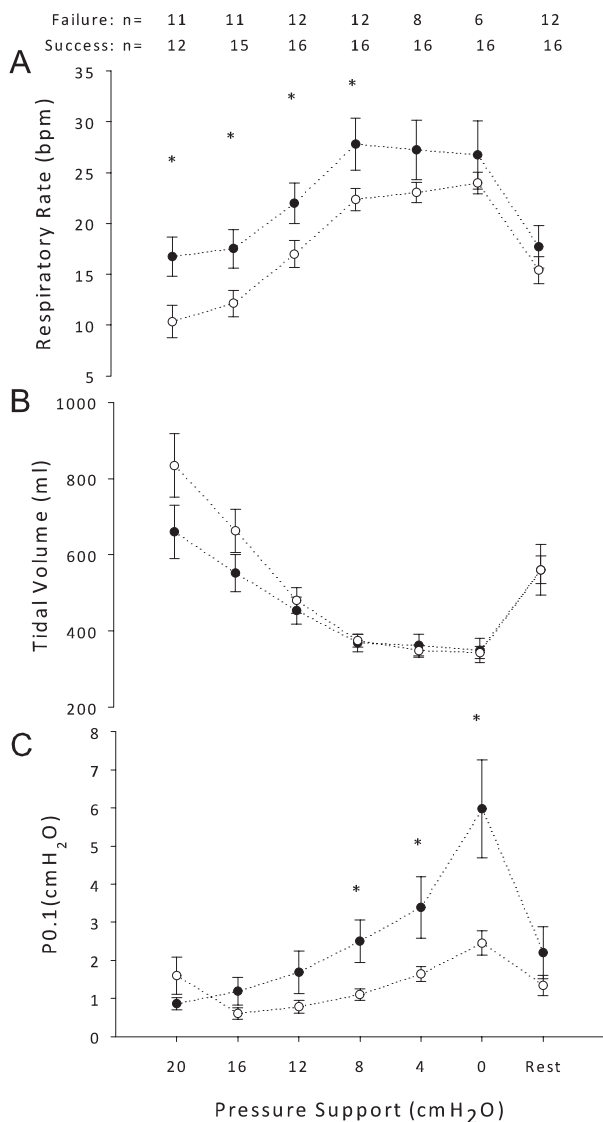 Failure: n= 11 11 12 12 8 6 12
Success: n= 12 15 16 16 16 16 16
A
35
*
*
*
*
30
25
20
15
10
5
Respiratory Rate (bpm)
B
1000
800
600
400
200
Tidal Volume (ml)
C
8
*
*
*
7
6
5
4
3
2
1
0
P0.1(cmH2O)
20 16 12 8 4 0 Rest
Pressure Support (cmH2O)